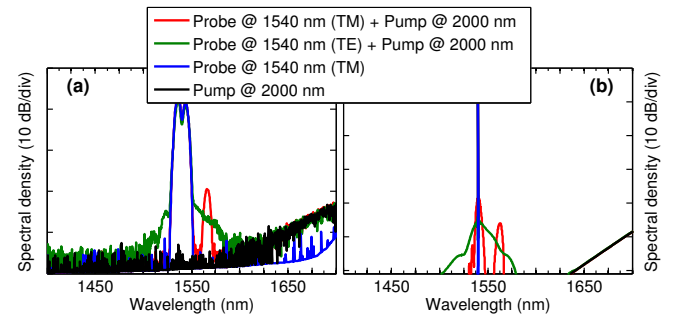 Probe @ 1540 nm (TM) + Pump @ 2000 nm
Probe @ 1540 nm (TE) + Pump @ 2000 nm
Probe @ 1540 nm (TM)
Pump @ 2000 nm
(a)
(b)
Spectral density (10 dB/div)
Spectral density (10 dB/div)
1450 1550 1650
1450 1550 1650
Wavelength (nm)
Wavelength (nm)